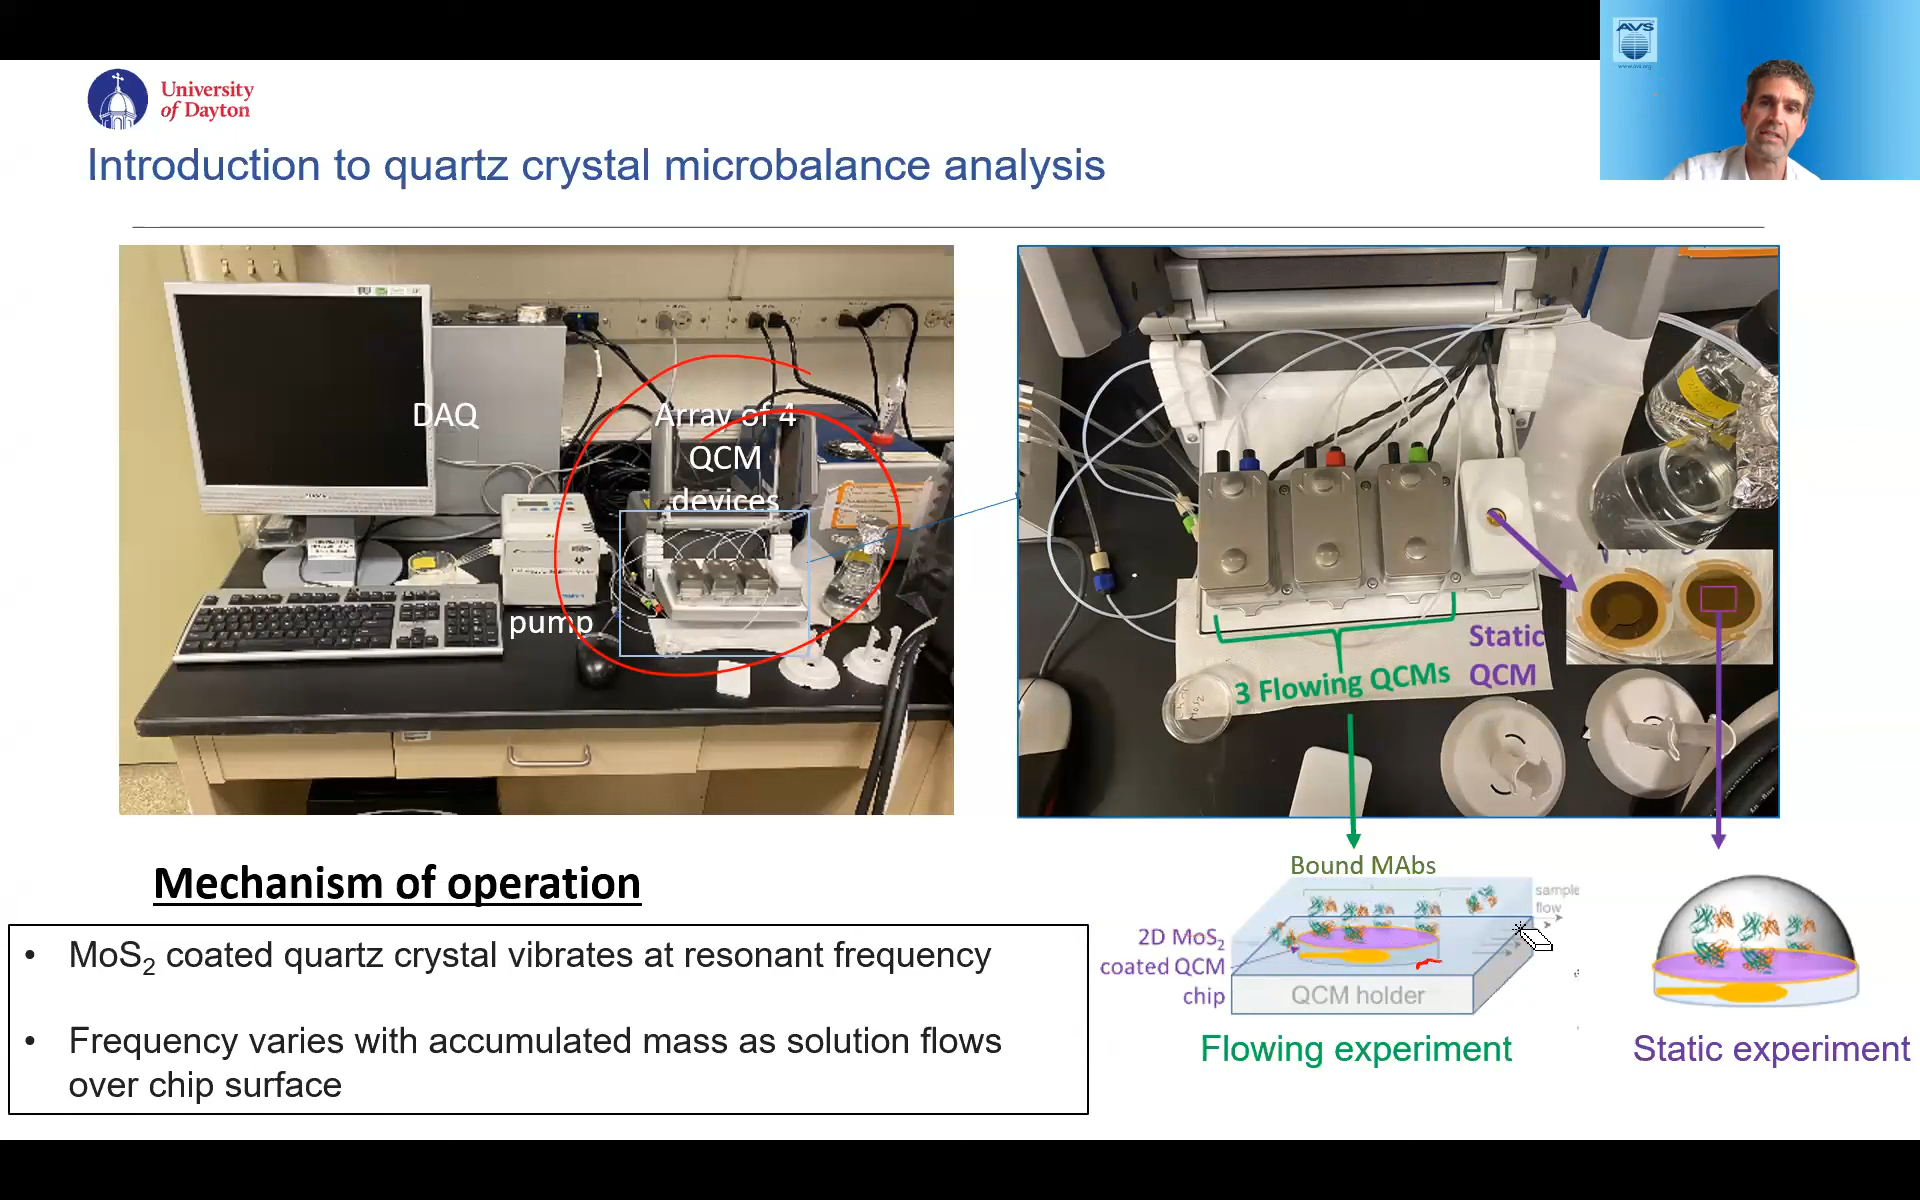 AVS
www.avs.org
University
of Dayton
Introduction to quartz crystal microbalance analysis
DAQ
Array of 4
QCM
devices
pump
3 Flowing QCMs
Static
QCM
Mechanism of operation
• MoS2 coated quartz crystal vibrates at resonant frequency
• Frequency varies with accumulated mass as solution flows
over chip surface
Bound MAbs
sample
flow
2D MoS2
coated QCM
chip
QCM holder
Flowing experiment
Static experiment